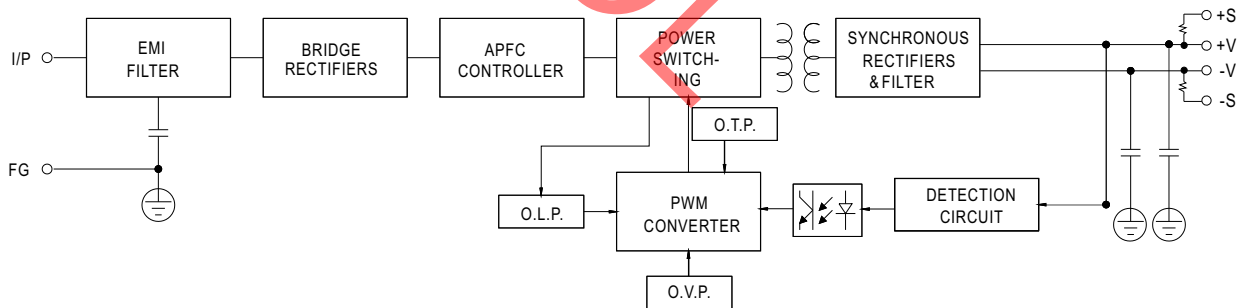 I/P
EMI
FILTER
BRIDGE
RECTIFIERS
APFC
CONTROLLER
POWER
SWITCH-
ING
SYNCHRONOUS
RECTIFIERS
&FILTER
+S
+V
-V
-S
O.T.P.
FG
O.L.P.
PWM
CONVERTER
DETECTION
CIRCUIT
O.V.P.